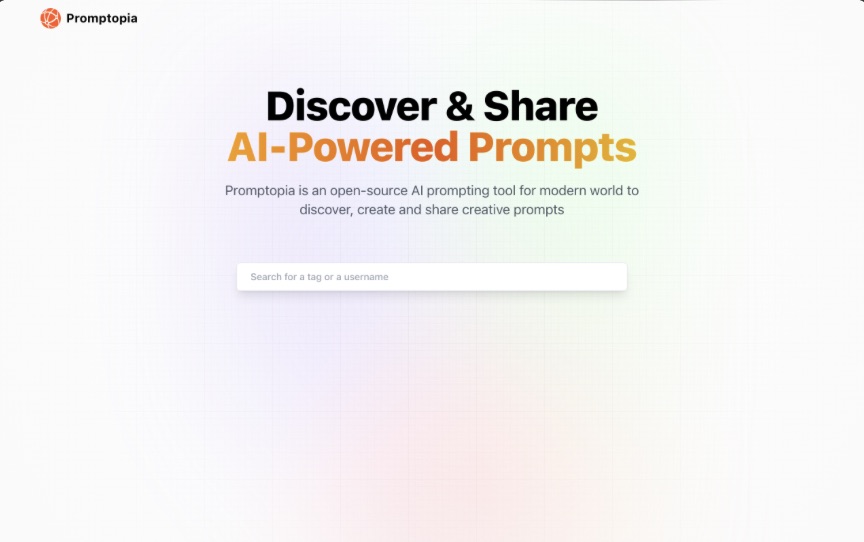 Promptopia
Discover & Share
AI-Powered Prompts
Promptopia is an open-source AI prompting tool for modern world to
discover, create and share creative prompts
Search for a tag or a username